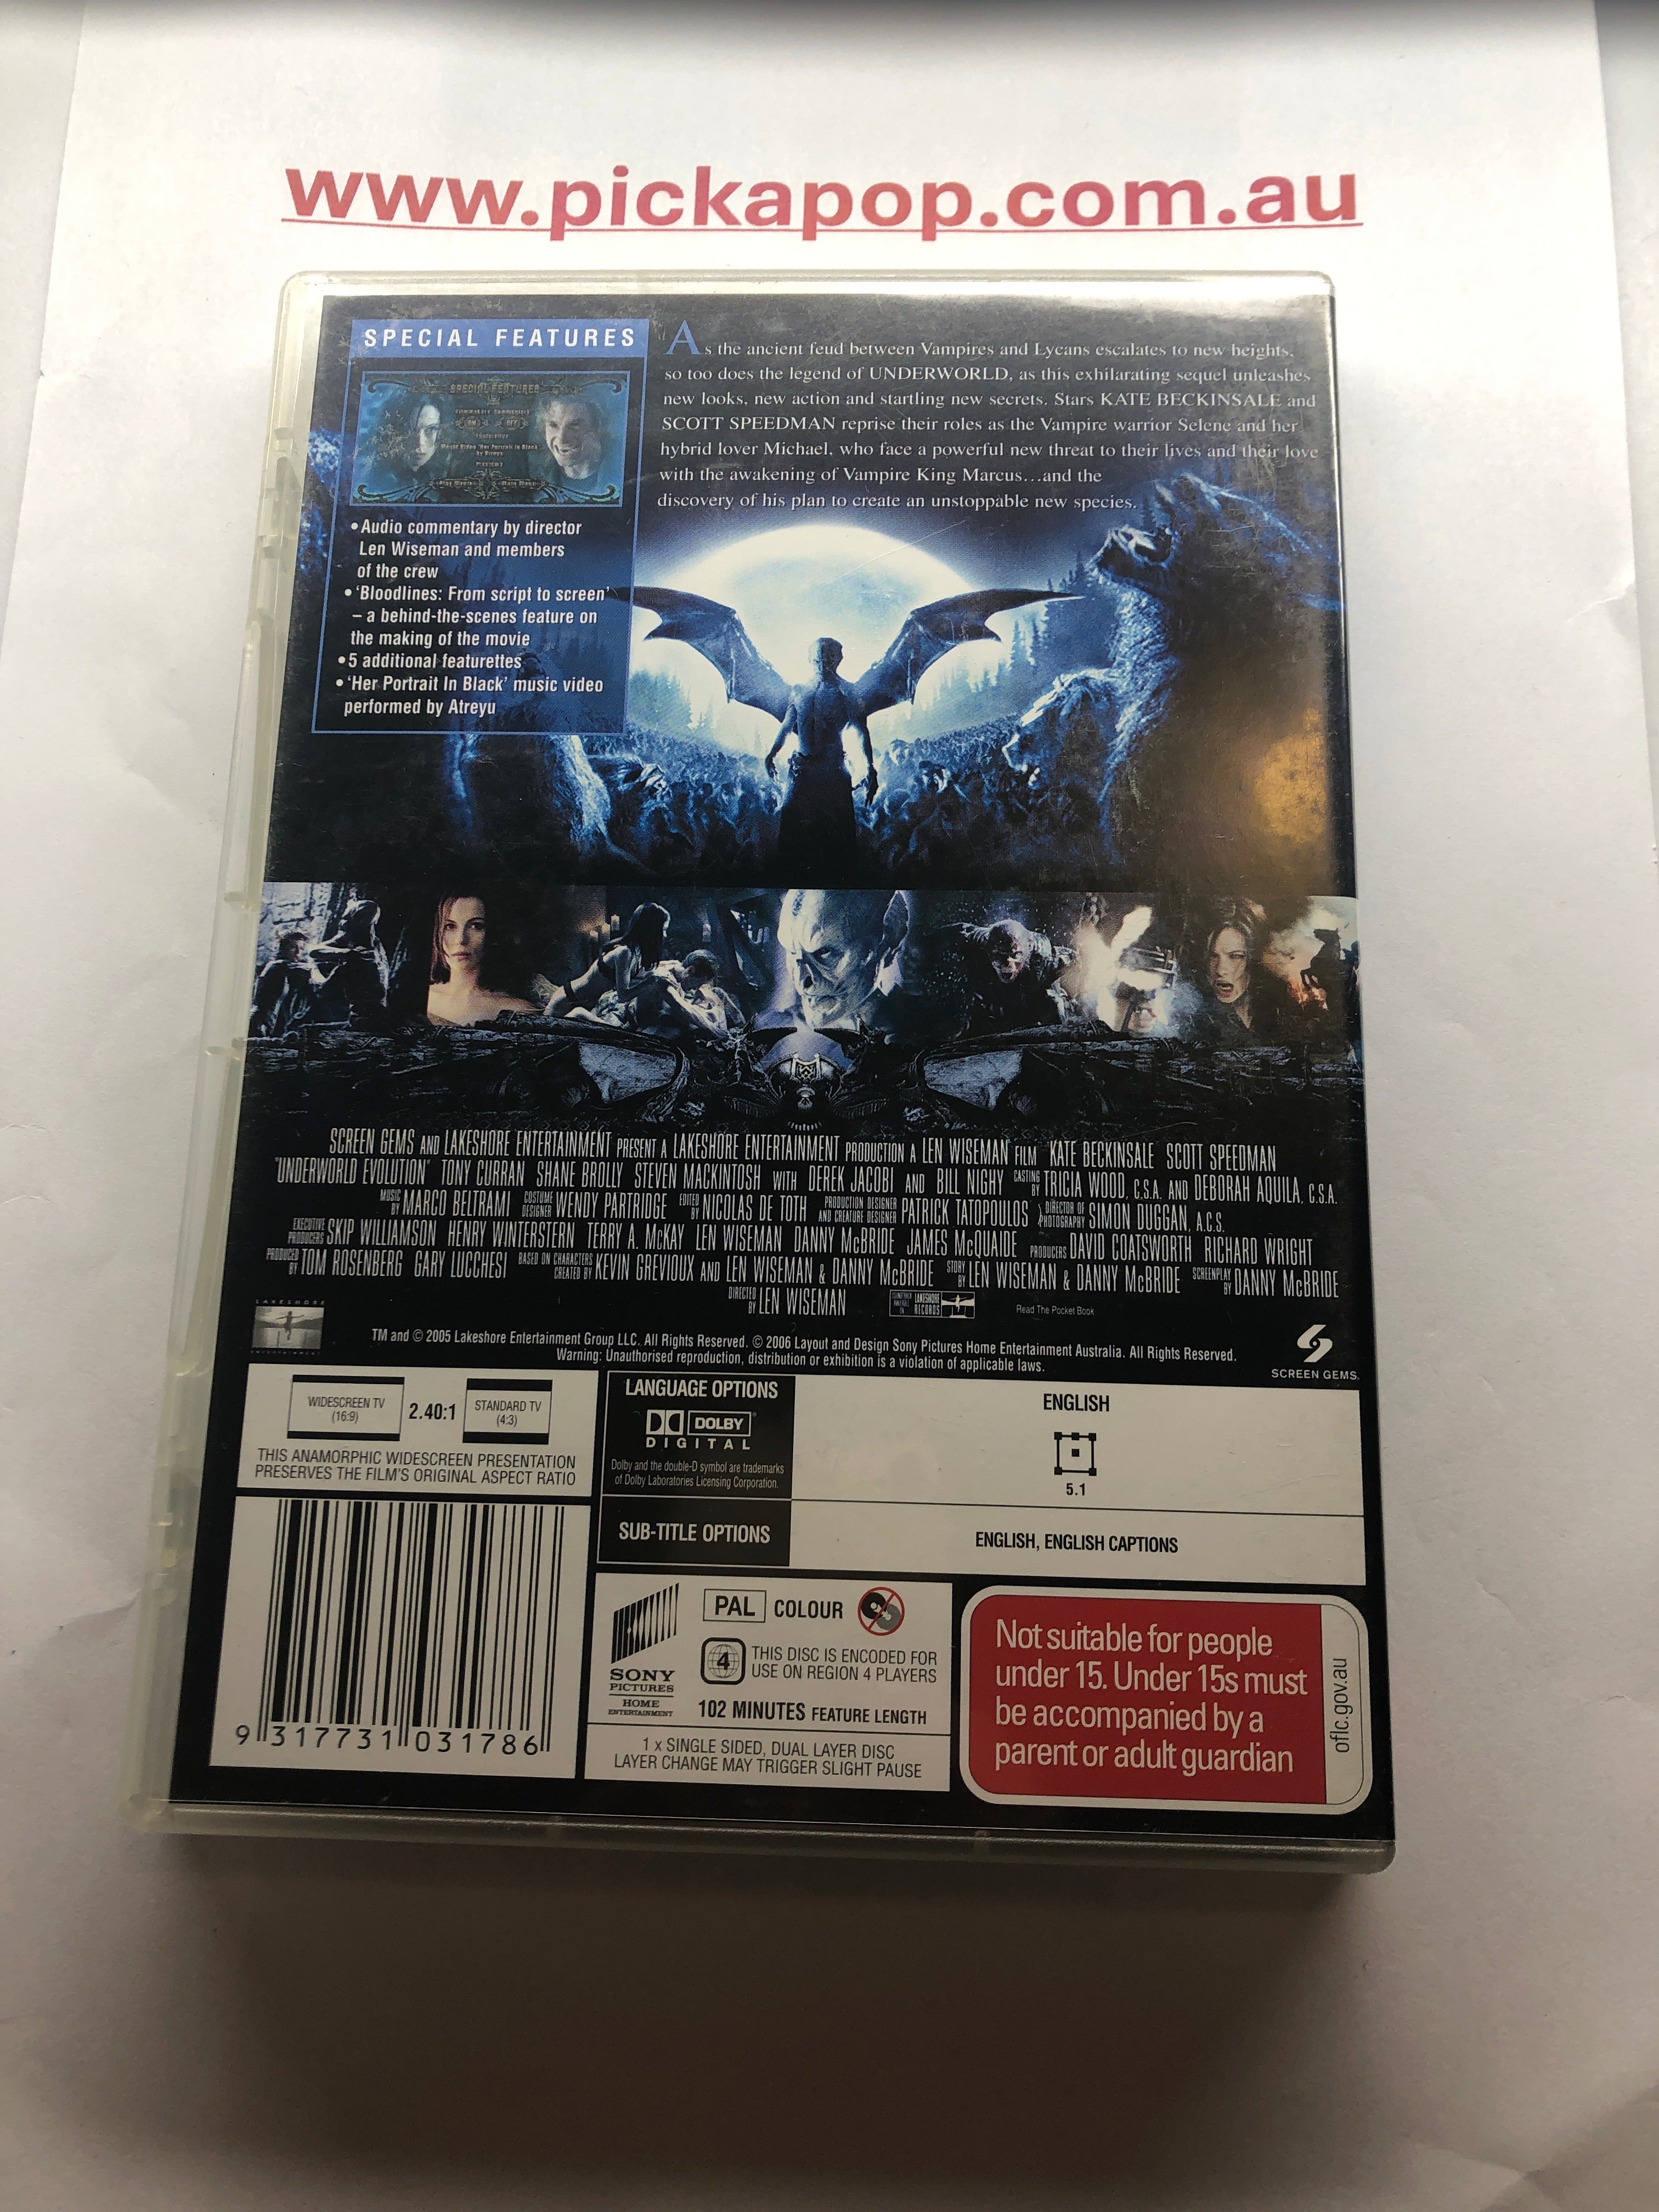 www.pickapop.com.au
SPECIAL FEATURES
SPECIAL FEATURES
• Audio commentary by director
Len Wiseman and members
of the crew
• 'Bloodlines: From script to screen'
– a behind-the-scenes feature on
the making of the movie
• 5 additional featurettes
• 'Her Portrait In Black' music video
performed by Atreyu
As the ancient feud between Vampires and Lycans escalates to new heights,
so too does the legend of UNDERWORLD, as this exhilarating sequel unleashes
new looks, new action and startling new secrets. Stars KATE BECKINSALE and
SCOTT SPEEDMAN reprise their roles as the Vampire warrior Selene and her
hybrid lover Michael, who face a powerful new threat to their lives and their love
with the awakening of Vampire King Marcus...and the
discovery of his plan to create an unstoppable new species.
SCREEN GEMS AND LAKESHORE ENTERTAINMENT PRESENT A LAKESHORE ENTERTAINMENT PRODUCTION A LEN WISEMAN FILM KATE BECKINSALE SCOTT SPEEDMAN
"UNDERWORLD EVOLUTION" TONY CURRAN SHANE BROLLY STEVEN MACKINTOSH WITH DEREK JACOBI AND BILL NIGHY CASTING BY TRICIA WOOD, C.S.A. AND DEBORAH AQUILA, C.S.A.
MUSIC BY MARCO BELTRAMI COSTUME DESIGNER WENDY PARTRIDGE EDITED BY NICOLAS DE TOTH PRODUCTION DESIGNER AND CREATURE DESIGNER PATRICK TATOPOULOS DIRECTOR OF PHOTOGRAPHY SIMON DUGGAN, A.C.S.
EXECUTIVE PRODUCERS SKIP WILLIAMSON HENRY WINTERSTERN TERRY A. McKAY LEN WISEMAN DANNY McBRIDE JAMES McQUAIDE PRODUCERS DAVID COATSWORTH RICHARD WRIGHT
PRODUCED BY TOM ROSENBERG GARY LUCCHESI BASED ON CHARACTERS CREATED BY KEVIN GREVIOUX AND LEN WISEMAN & DANNY McBRIDE STORY BY LEN WISEMAN & DANNY McBRIDE SCREENPLAY BY DANNY McBRIDE
DIRECTED BY LEN WISEMAN LAKESHORE RECORDS Read The Pocket Book
LAKESHORE
ENTERTAINMENT
TM and © 2005 Lakeshore Entertainment Group LLC. All Rights Reserved. © 2006 Layout and Design Sony Pictures Home Entertainment Australia. All Rights Reserved.
Warning: Unauthorised reproduction, distribution or exhibition is a violation of applicable laws.
SCREEN GEMS.
WIDESCREEN TV
(16:9)
2.40:1
STANDARD TV
(4:3)
THIS ANAMORPHIC WIDESCREEN PRESENTATION
PRESERVES THE FILM'S ORIGINAL ASPECT RATIO
LANGUAGE OPTIONS
DOLBY
DIGITAL
Dolby and the double-D symbol are trademarks
of Dolby Laboratories Licensing Corporation.
ENGLISH
5.1
SUB-TITLE OPTIONS
ENGLISH, ENGLISH CAPTIONS
9 317731 031786
SONY
PICTURES
HOME
ENTERTAINMENT
PAL COLOUR
4
THIS DISC IS ENCODED FOR
USE ON REGION 4 PLAYERS
102 MINUTES FEATURE LENGTH
1 x SINGLE SIDED, DUAL LAYER DISC
LAYER CHANGE MAY TRIGGER SLIGHT PAUSE
Not suitable for people
under 15. Under 15s must
be accompanied by a
parent or adult guardian
oflc.gov.au